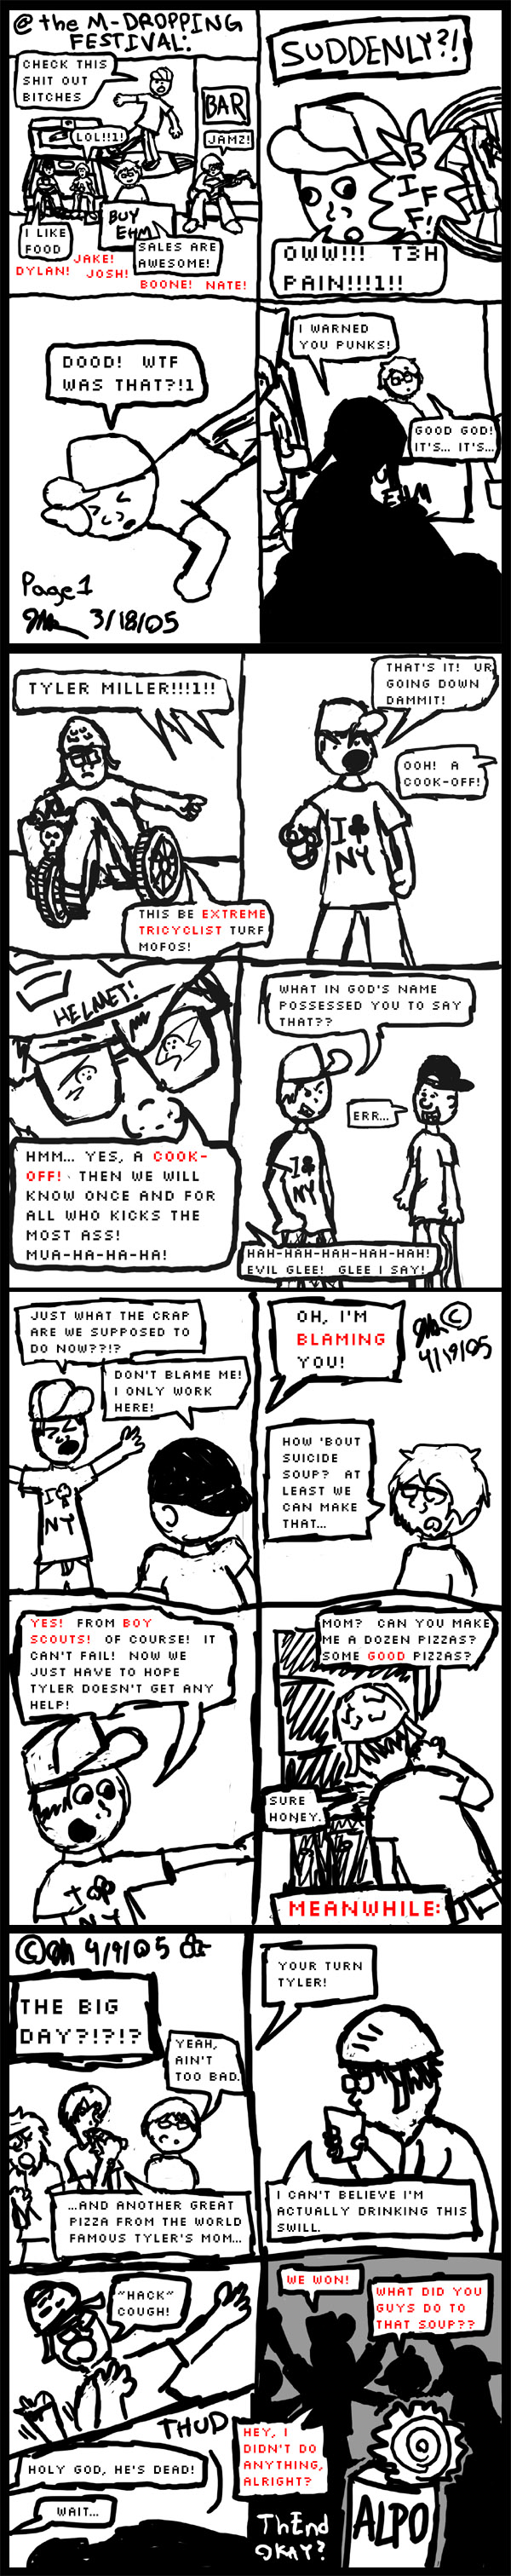 @ the M-DROPPING
FESTIVAL:
CHECK THIS
SHIT OUT
BITCHES
LOL!!1!
BAR
JAMZ!
BUY
EHM
I LIKE
FOOD
SALES ARE
AWESOME!
DYLAN!
JAKE!
JOSH!
BOONE!
NATE!
SUDDENLY?!
BIFF!
OWW!!! T3H
PAIN!!!1!!
DOOD! WTF
WAS THAT?!1
Page 1
3/18/05
I WARNED
YOU PUNKS!
GOOD GOD!
IT'S... IT'S...
EHM
TYLER MILLER!!!1!!
THIS BE EXTREME
TRICYCLIST TURF
MOFOS!
THAT'S IT! UR
GOING DOWN
DAMMIT!
OOH! A
COOK-OFF!
I ♣
NY
HELMET!
HMM... YES, A COOK-
OFF! THEN WE WILL
KNOW ONCE AND FOR
ALL WHO KICKS THE
MOST ASS!
MUA-HA-HA-HA!
WHAT IN GOD'S NAME
POSSESSED YOU TO SAY
THAT??
ERR...
I ♣
NY
HAH-HAH-HAH-HAH-HAH!
EVIL GLEE! GLEE I SAY!
JUST WHAT THE CRAP
ARE WE SUPPOSED TO
DO NOW??!?
DON'T BLAME ME!
I ONLY WORK
HERE!
I ♣
NY
OH, I'M
BLAMING
YOU!
©
4/19/05
HOW 'BOUT
SUICIDE
SOUP? AT
LEAST WE
CAN MAKE
THAT...
YES! FROM BOY
SCOUTS! OF COURSE! IT
CAN'T FAIL! NOW WE
JUST HAVE TO HOPE
TYLER DOESN'T GET ANY
HELP!
I ♣
NY
MOM? CAN YOU MAKE
ME A DOZEN PIZZAS?
SOME GOOD PIZZAS?
SURE
HONEY.
MEANWHILE:
© 4/9/05
THE BIG
DAY?!?!?
YEAH,
AIN'T
TOO BAD.
...AND ANOTHER GREAT
PIZZA FROM THE WORLD
FAMOUS TYLER'S MOM...
YOUR TURN
TYLER!
I CAN'T BELIEVE I'M
ACTUALLY DRINKING THIS
SWILL.
"HACK"
COUGH!
THUD
HOLY GOD, HE'S DEAD!
WAIT...
WE WON!
WHAT DID YOU
GUYS DO TO
THAT SOUP??
HEY, I
DIDN'T DO
ANYTHING,
ALRIGHT?
ALPO
ThEnd
OKAY?